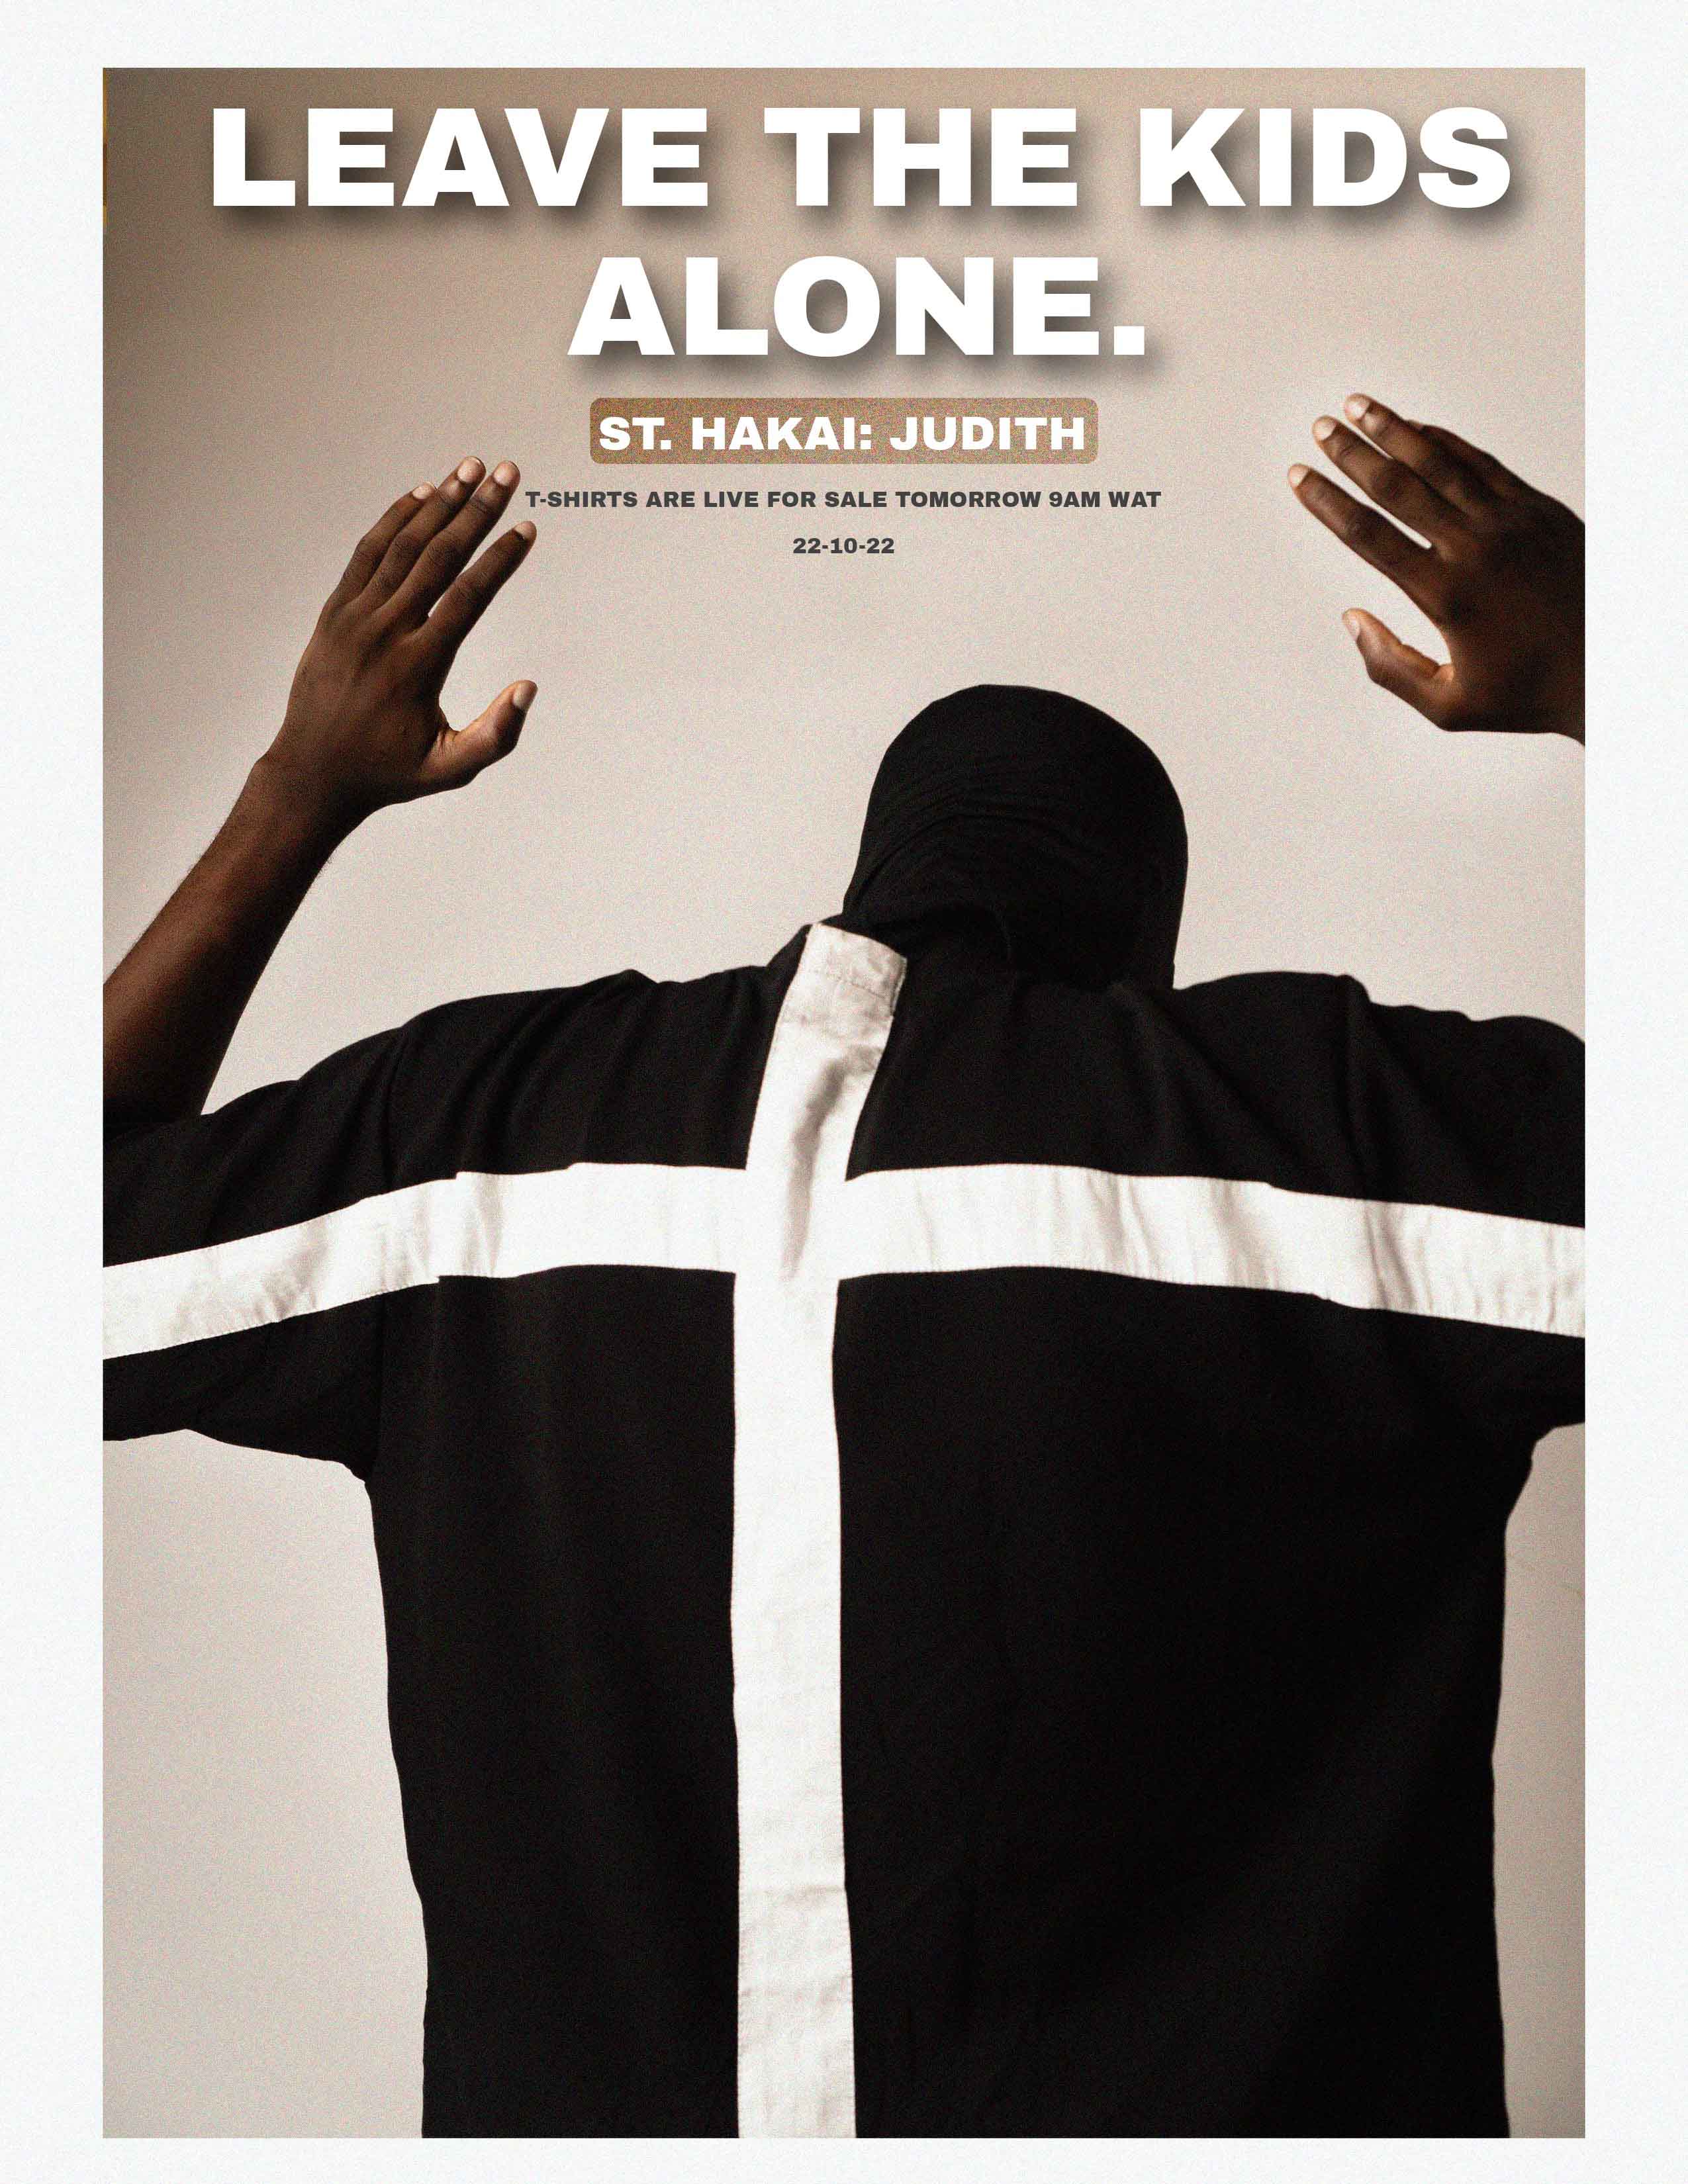 LEAVE THE KIDS
ALONE.
ST. HAKAI: JUDITH
T-SHIRTS ARE LIVE FOR SALE TOMORROW 9AM WAT
22-10-22